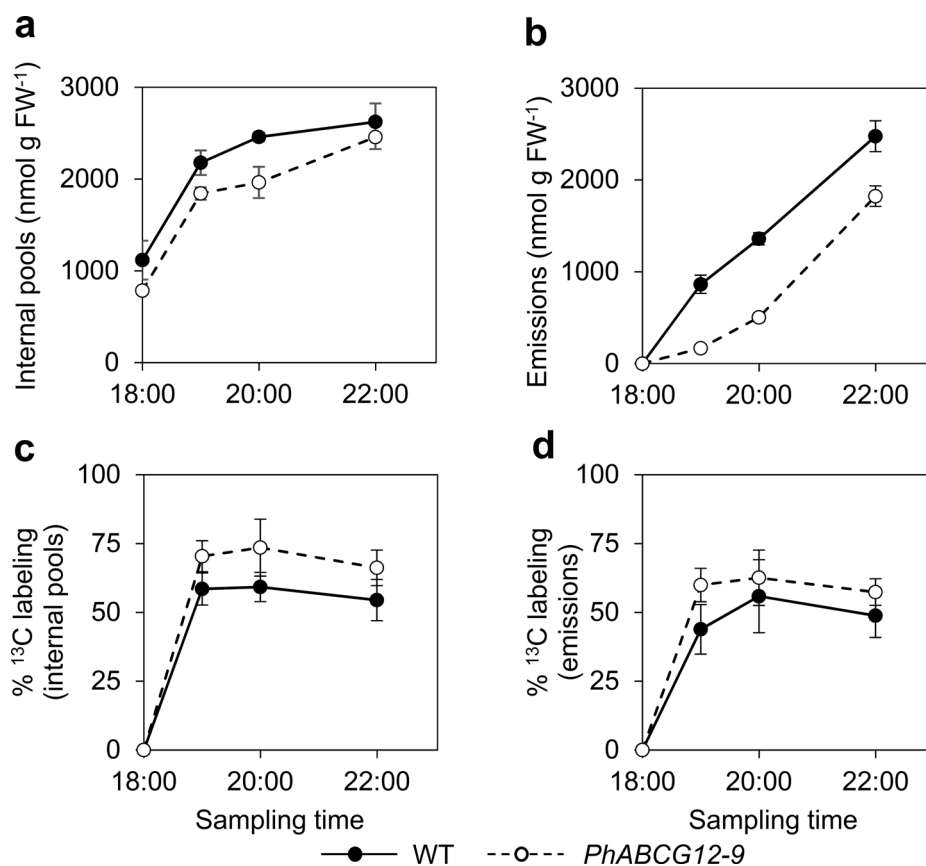 a
Internal pools (nmol g FW⁻¹)
3000
2000
1000
0
18:00 20:00 22:00
b
Emissions (nmol g FW⁻¹)
3000
2000
1000
0
18:00 20:00 22:00
c
% ¹³C labeling
(internal pools)
100
75
50
25
0
18:00 20:00 22:00
Sampling time
d
% ¹³C labeling
(emissions)
100
75
50
25
0
18:00 20:00 22:00
Sampling time
WT PhABCG12-9